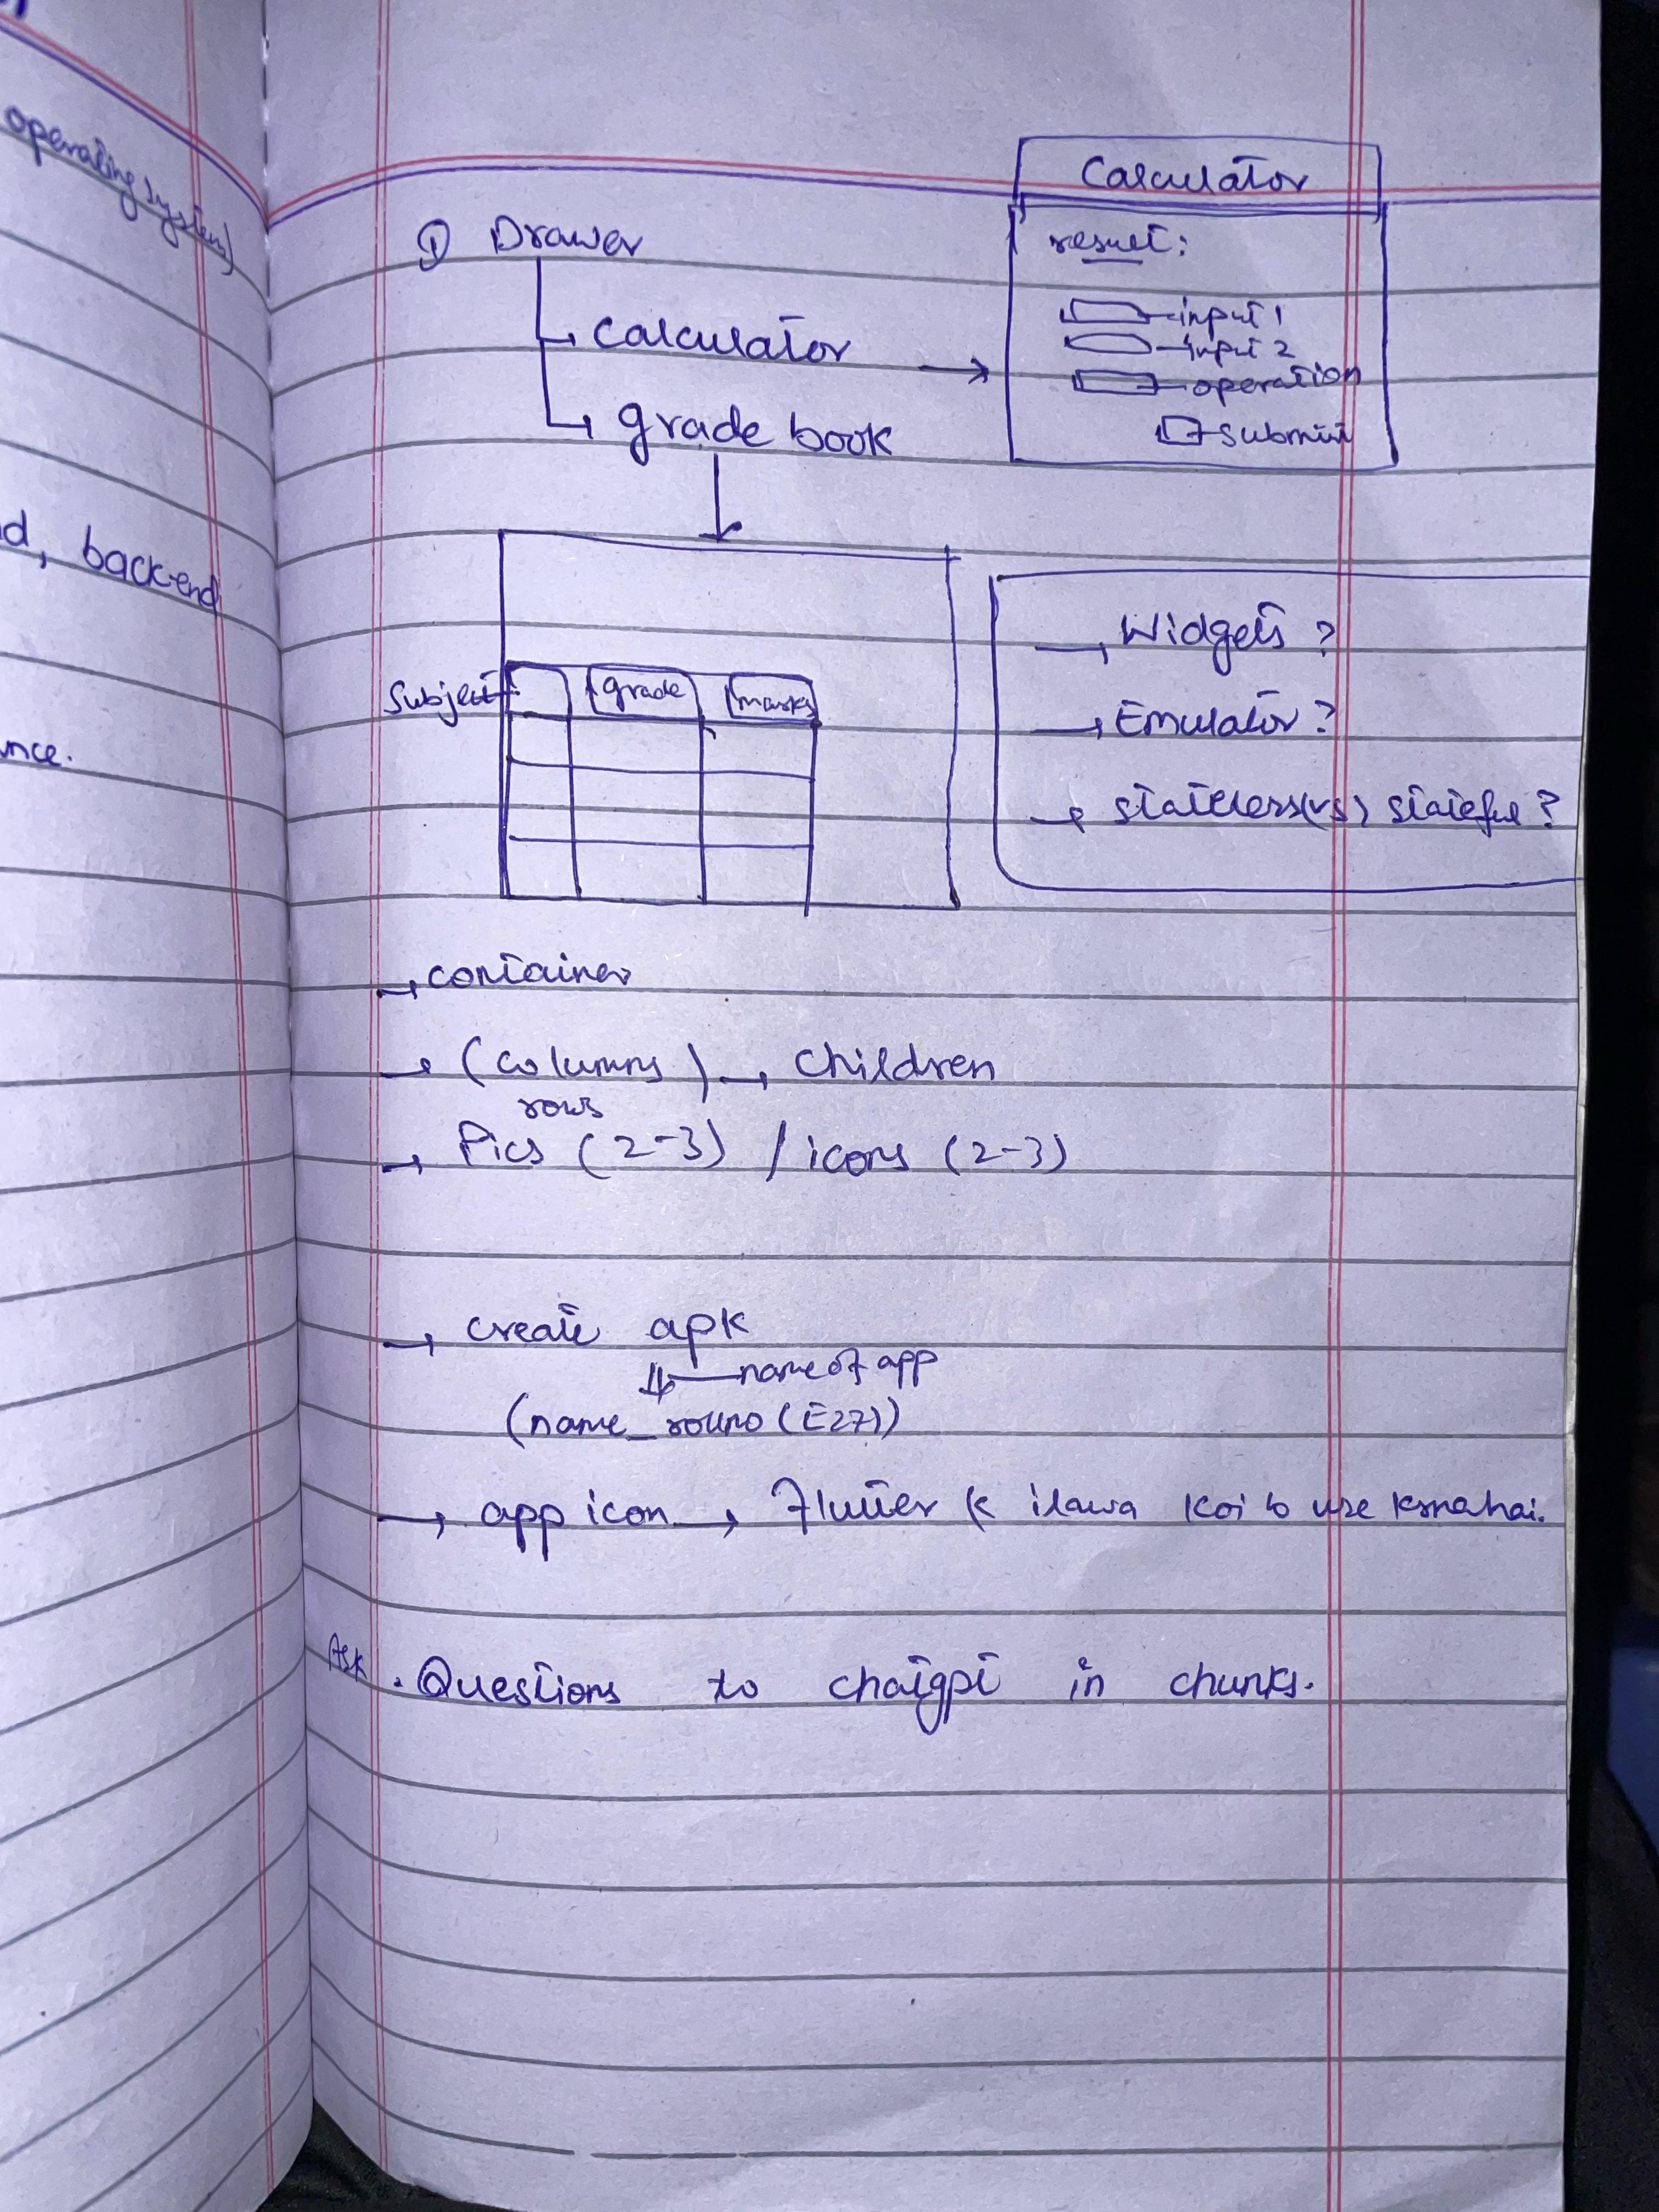 operating system)
d, backend
nce.
① Drawer
calculator
grade book
Calculator
result:
input 1
input 2
operation
submit
Subject
grade
marks
Widgets ?
Emulator ?
stateless(vs) stateful ?
container
(columns) → children
rows
Pics (2-3) / icons (2-3)
create apk
name of app
(name_rollno (E27))
app icon → Flutter k ilawa koi b use krna hai.
Ask . Questions to chatgpt in chunks.